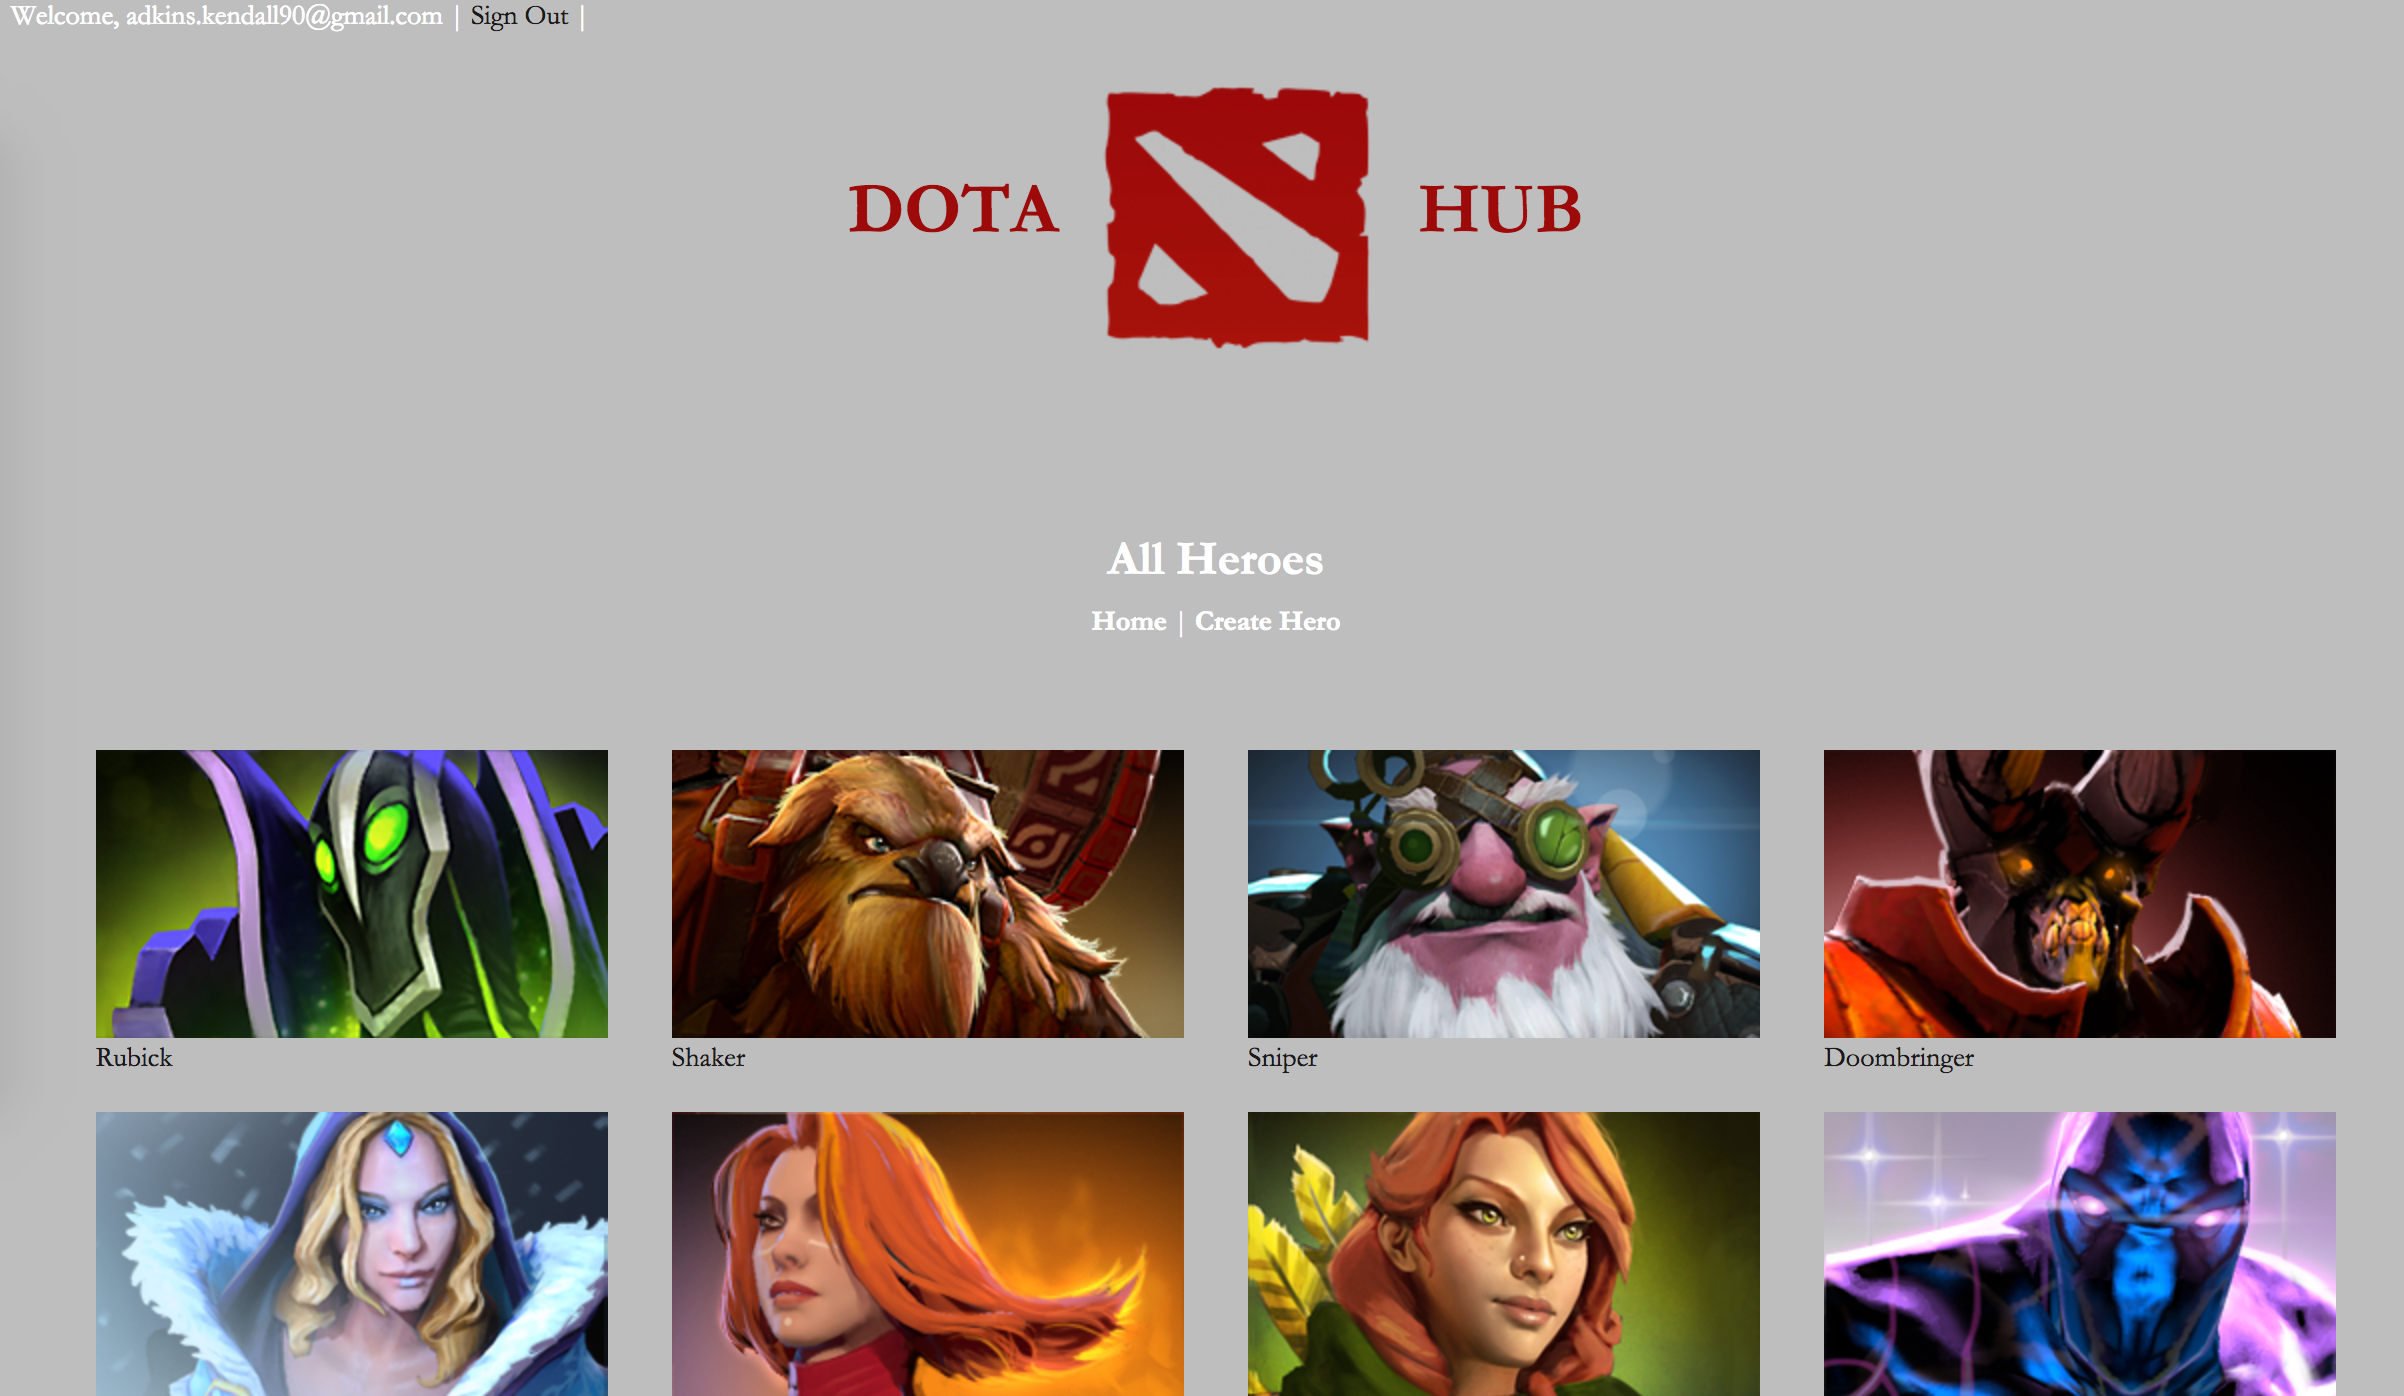 Welcome, adkins.kendall90@gmail.com | Sign Out |
DOTA HUB
All Heroes
Home | Create Hero
Rubick Shaker Sniper Doombringer